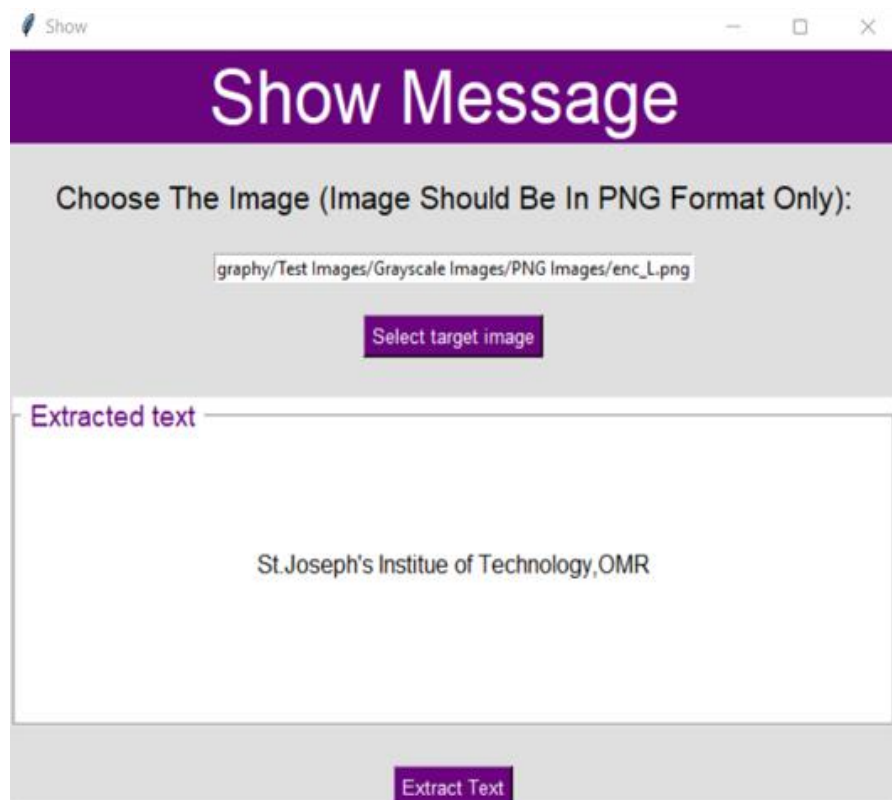 Show
Show Message
Choose The Image (Image Should Be In PNG Format Only):
graphy/Test Images/Grayscale Images/PNG Images/enc_L.png
Select target image
Extracted text
St.Joseph's Institue of Technology,OMR
Extract Text